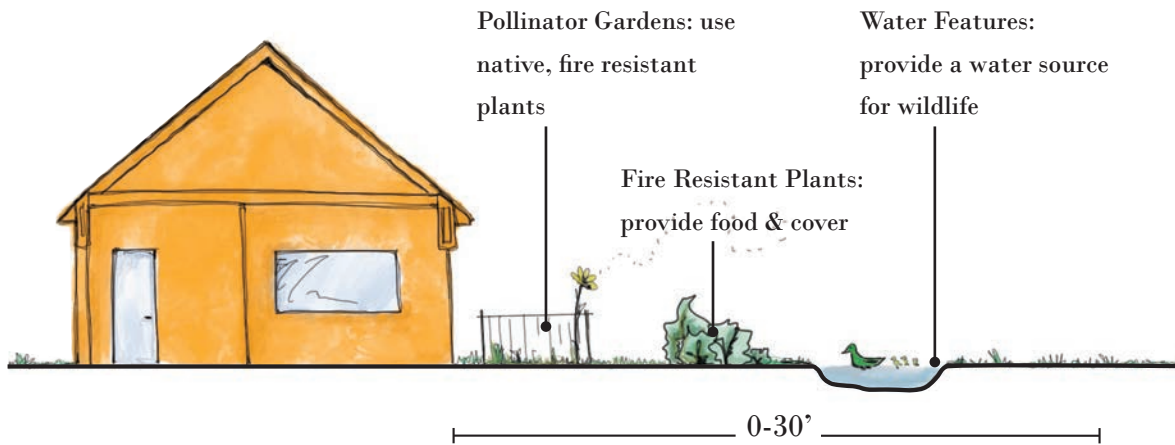 Pollinator Gardens: use
native, fire resistant
plants
Water Features:
provide a water source
for wildlife
Fire Resistant Plants:
provide food & cover
0-30’